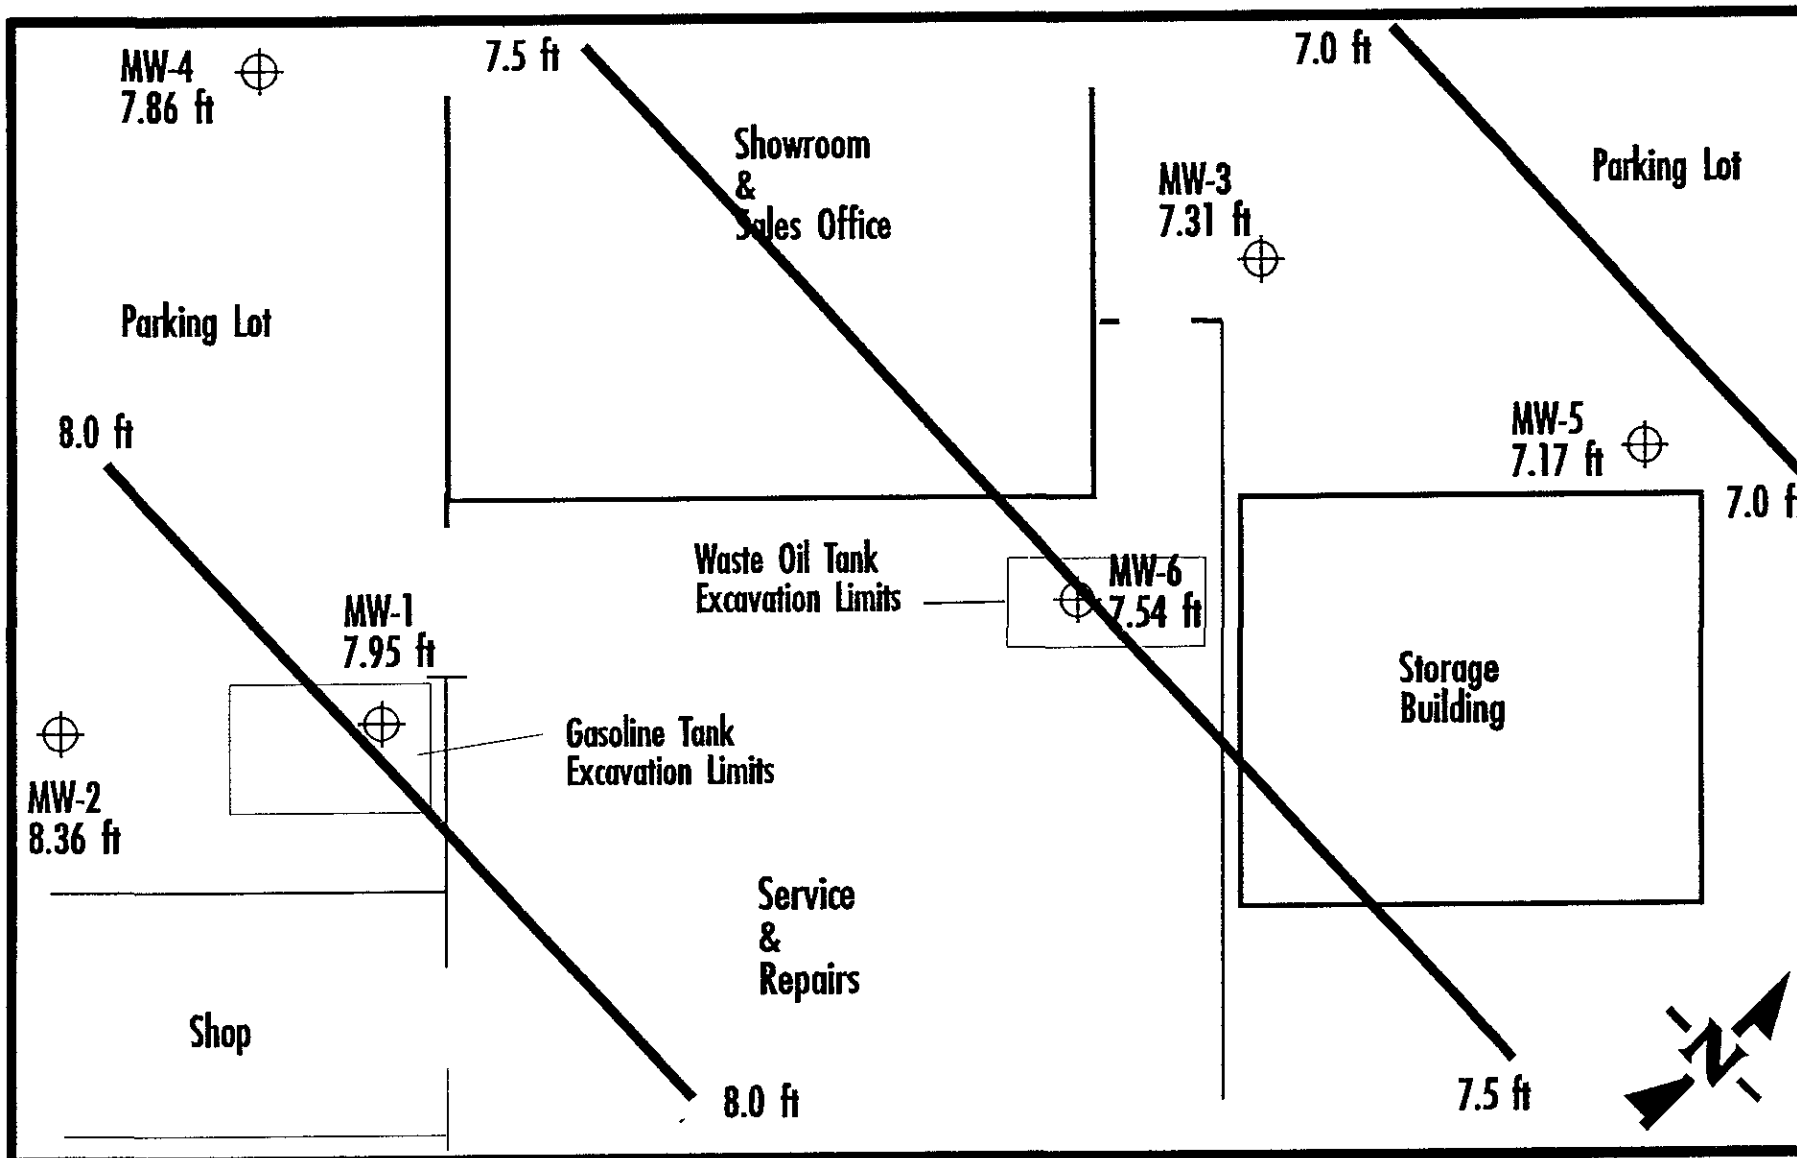 MW-4
7.86 ft
7.5 ft
7.0 ft
Showroom
&
Sales Office
MW-3
7.31 ft
Parking Lot
Parking Lot
8.0 ft
MW-5
7.17 ft
7.0 f
Waste Oil Tank
Excavation Limits
MW-6
7.54 ft
MW-1
7.95 ft
Storage
Building
Gasoline Tank
Excavation Limits
MW-2
8.36 ft
Service
&
Repairs
Shop
8.0 ft
7.5 ft
N